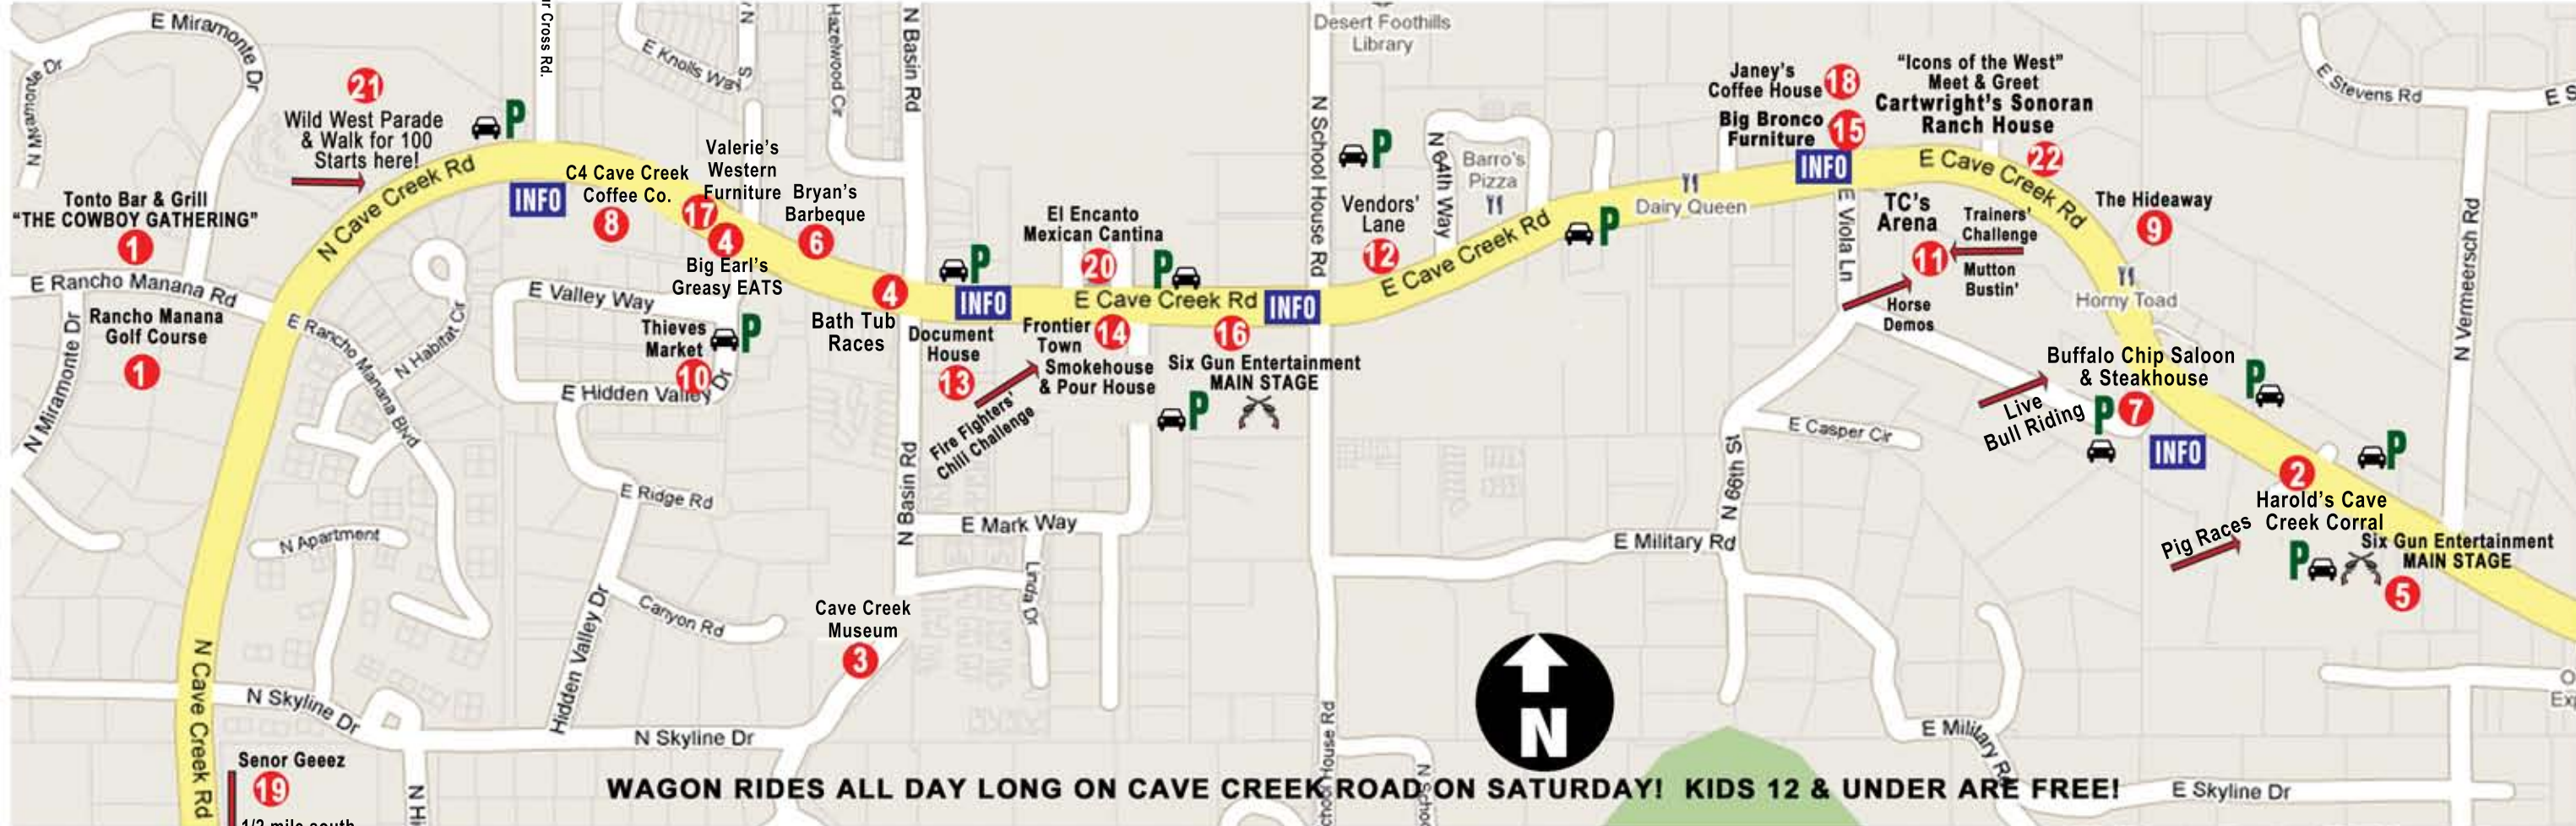 E Miramonte Dr
N Miramonte Dr
21
Wild West Parade
& Walk for 100
Starts here!
P
Cross Rd.
E Knolls Way
Hazelwood Cir
N Basin Rd
Desert Foothills
Library
N School House Rd
P
N 64th Way
Barro's
Pizza
Janey's
Coffee House
18
Big Bronco
Furniture
15
"Icons of the West"
Meet & Greet
Cartwright's Sonoran
Ranch House
22
E Stevens Rd
Tonto Bar & Grill
"THE COWBOY GATHERING"
1
E Rancho Manana Rd
Rancho Manana
Golf Course
1
N Miramonte Dr
N Cave Creek Rd
INFO
C4 Cave Creek
Coffee Co.
8
Valerie's
Western
Furniture
17
4
Big Earl's
Greasy EATS
Bryan's
Barbeque
6
4
Bath Tub
Races
P
INFO
El Encanto
Mexican Cantina
20
P
E Cave Creek Rd
INFO
Vendors'
Lane
12
E Cave Creek Rd
P
Dairy Queen
INFO
E Cave Creek Rd
E Viola Ln
TC's
Arena
11
Trainers'
Challenge
Mutton
Bustin'
Horse
Demos
The Hideaway
9
Horny Toad
N Vermeersch Rd
E Rancho Manana Blvd
N Habitat Cir
E Valley Way
Thieves
Market
P
10
E Hidden Valley Dr
Document
House
13
Frontier
Town
14
Smokehouse
& Pour House
Fire Fighters'
Chili Challenge
16
Six Gun Entertainment
MAIN STAGE
P
Buffalo Chip Saloon
& Steakhouse
P
7
INFO
Live
Bull Riding
P
P
E Casper Cir
N 66th St
2
Harold's Cave
Creek Corral
Pig Races
P
Six Gun Entertainment
MAIN STAGE
5
E Ridge Rd
N Apartment
N Basin Rd
E Mark Way
Linda Dr
E Military Rd
Hidden Valley Dr
Canyon Rd
Cave Creek
Museum
3
N Cave Creek Rd
N Skyline Dr
N Skyline Dr
N
E Military Rd
Senor Geeez
19
1/2 mile south
WAGON RIDES ALL DAY LONG ON CAVE CREEK ROAD ON SATURDAY! KIDS 12 & UNDER ARE FREE!
E Skyline Dr